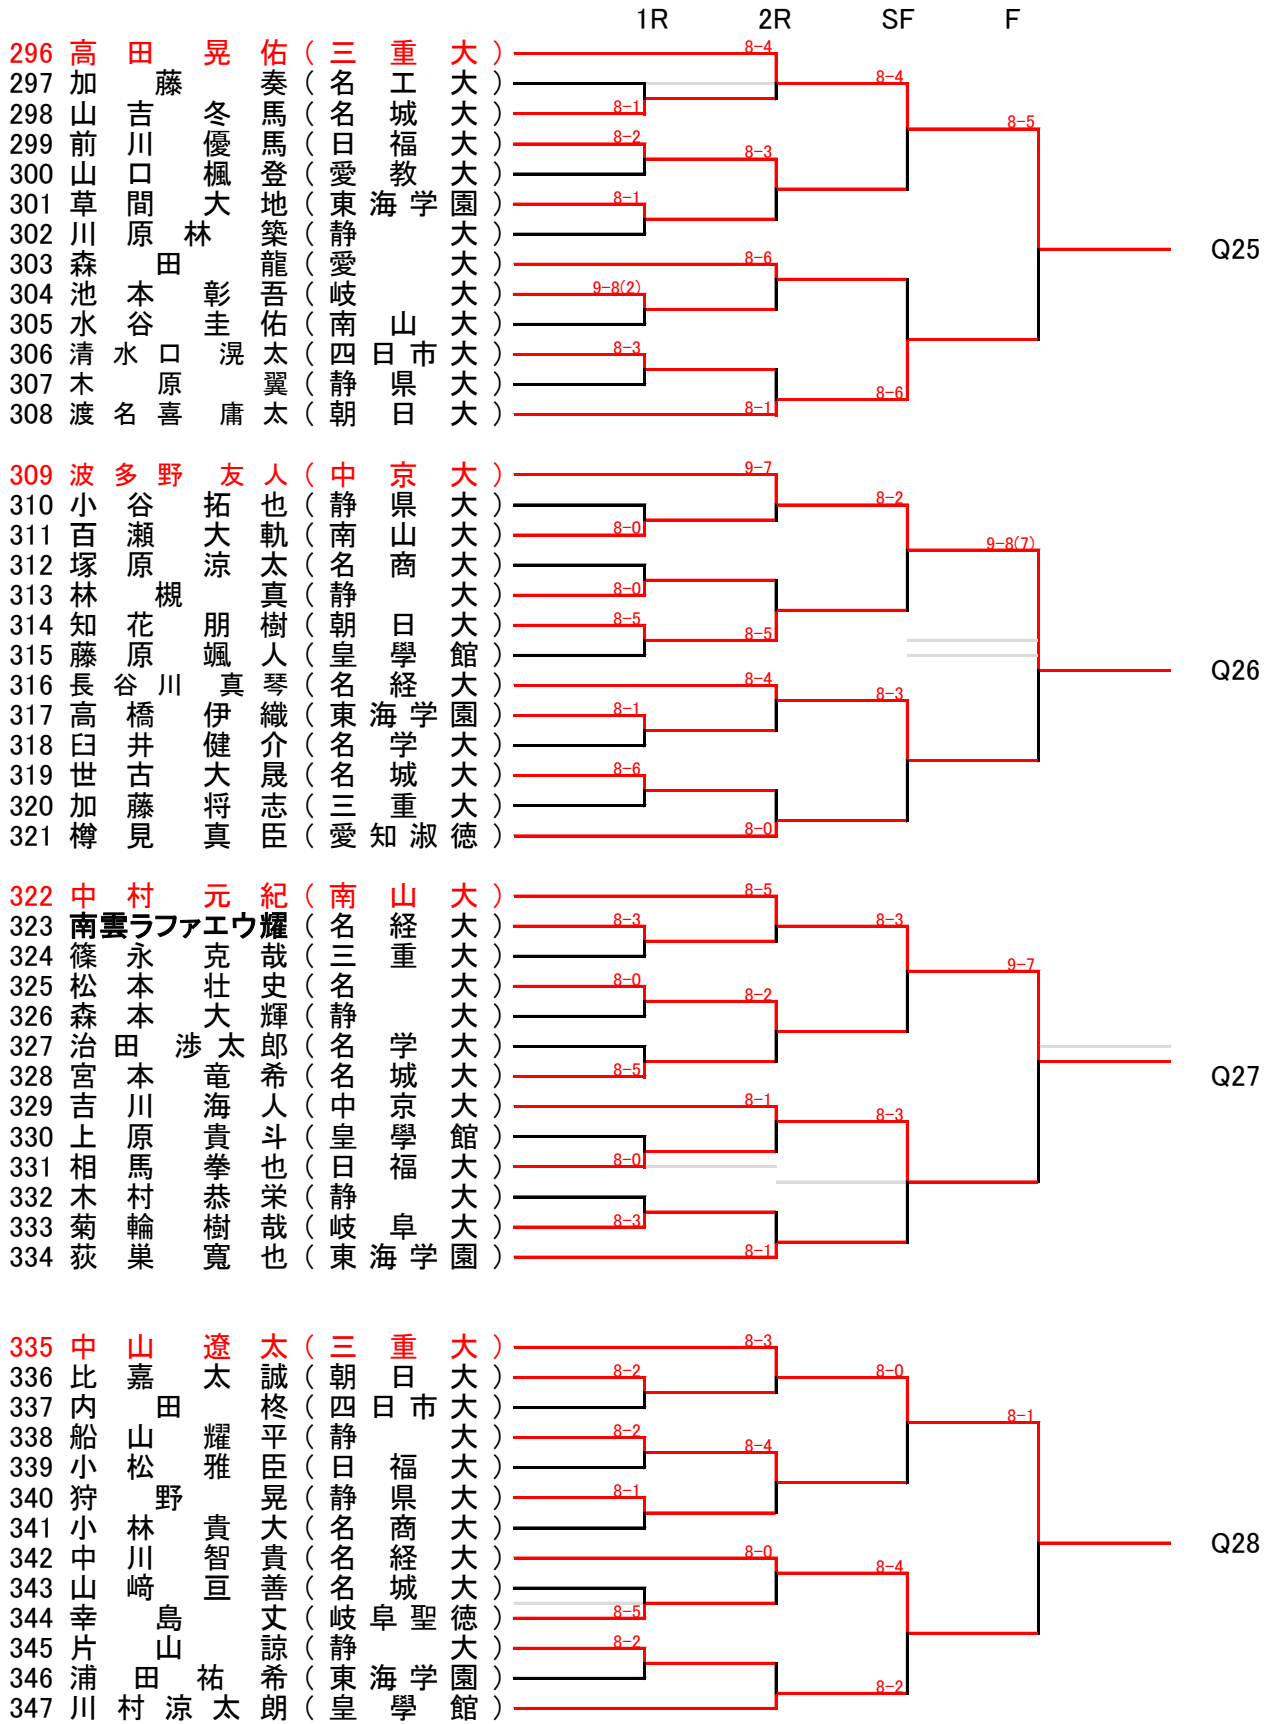 1R 2R SF F
296 高田 晃佑 (三重大) 8-4
297 加藤 奏 (名工大) 8-4
298 山吉 冬馬 (名城大) 8-1 8-5
299 前川 優馬 (日福大) 8-2
300 山口 楓登 (愛教大) 8-3
301 草間 大地 (東海学園) 8-1
302 川原林 築 (静大) Q25
303 森田 龍 (愛大) 8-6
304 池本 彰吾 (岐大) 9-8(2)
305 水谷 圭佑 (南山大)
306 清水口 滉太 (四日市大) 8-3
307 木原 翼 (静県大) 8-6
308 渡名喜 庸太 (朝日大) 8-1
309 波多野 友人 (中京大) 9-7
310 小谷 拓也 (静県大) 8-2
311 百瀬 大軌 (南山大) 8-0 9-8(7)
312 塚原 涼太 (名商大)
313 林 槻真 (静大) 8-0
314 知花 朋樹 (朝日大) 8-5 8-5
315 藤原 颯人 (皇學館) Q26
316 長谷川 真琴 (名経大) 8-4 8-3
317 高橋 伊織 (東海学園) 8-1
318 臼井 健介 (名学大)
319 世古 大晟 (名城大) 8-6
320 加藤 将志 (三重大)
321 樽見 真臣 (愛知淑徳) 8-0
322 中村 元紀 (南山大) 8-5
323 南雲ラファエウ耀 (名経大) 8-3 8-3
324 篠永 克哉 (三重大) 9-7
325 松本 壮史 (名大) 8-0 8-2
326 森本 大輝 (静大)
327 治田 渉太郎 (名学大)
328 宮本 竜希 (名城大) 8-5 Q27
329 吉川 海人 (中京大) 8-1 8-3
330 上原 貴斗 (皇學館)
331 相馬 拳也 (日福大) 8-0
332 木村 恭栄 (静大)
333 菊輪 樹哉 (岐阜大) 8-3
334 荻巣 寛也 (東海学園) 8-1
335 中山 遼太 (三重大) 8-3
336 比嘉 太誠 (朝日大) 8-2 8-0
337 内田 柊 (四日市大) 8-1
338 船山 耀平 (静大) 8-2 8-4
339 小松 雅臣 (日福大)
340 狩野 晃 (静県大) 8-1
341 小林 貴大 (名商大) Q28
342 中川 智貴 (名経大) 8-0 8-4
343 山﨑 亘善 (名城大)
344 幸島 丈 (岐阜聖徳) 8-5
345 片山 諒 (静大) 8-2
346 浦田 祐希 (東海学園) 8-2
347 川村 涼太朗 (皇學館)